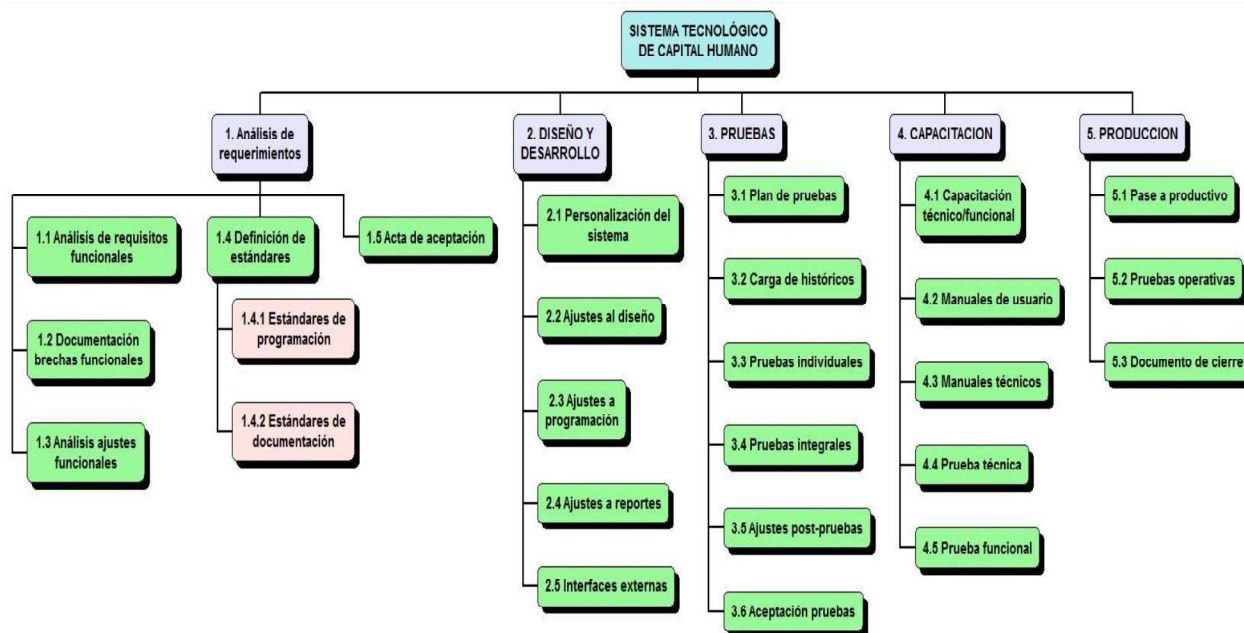 SISTEMA TECNOLÓGICO
DE CAPITAL HUMANO
1. Análisis de
requerimientos
1.1 Análisis de requisitos
funcionales
1.2 Documentación
brechas funcionales
1.3 Análisis ajustes
funcionales
1.4 Definición de
estándares
1.4.1 Estándares de
programación
1.4.2 Estándares de
documentación
1.5 Acta de aceptación
2. DISEÑO Y
DESARROLLO
2.1 Personalización del
sistema
2.2 Ajustes al diseño
2.3 Ajustes a
programación
2.4 Ajustes a reportes
2.5 Interfaces externas
3. PRUEBAS
3.1 Plan de pruebas
3.2 Carga de históricos
3.3 Pruebas individuales
3.4 Pruebas integrales
3.5 Ajustes post-pruebas
3.6 Aceptación pruebas
4. CAPACITACION
4.1 Capacitación
técnico/funcional
4.2 Manuales de usuario
4.3 Manuales técnicos
4.4 Prueba técnica
4.5 Prueba funcional
5. PRODUCCION
5.1 Pase a productivo
5.2 Pruebas operativas
5.3 Documento de cierre